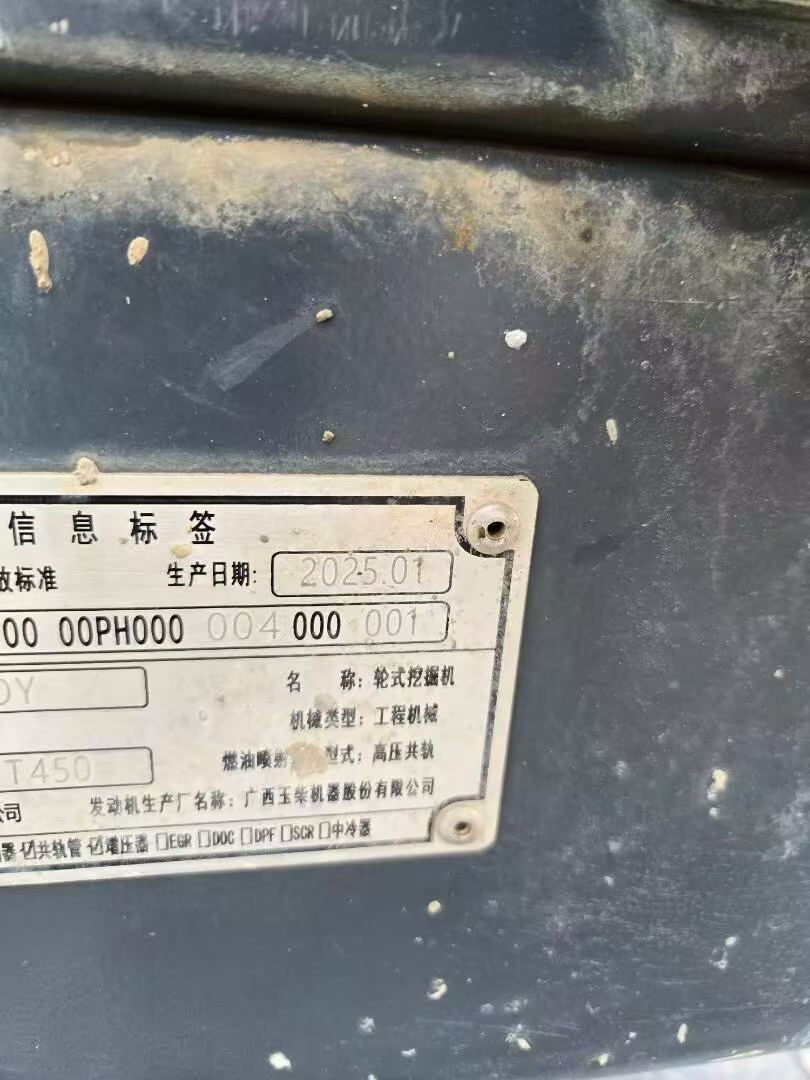 信息标签
放标准 生产日期: 2025.01
00 00PH000 004 000 001
DY 名 称: 轮式挖掘机
机械类型: 工程机械
T450 燃油喷射 型式: 高压共轨
公司 发动机生产厂名称: 广西玉柴机器股份有限公司
器 ☑共轨管 ☑增压器 □EGR □DOC □DPF □SCR □中冷器